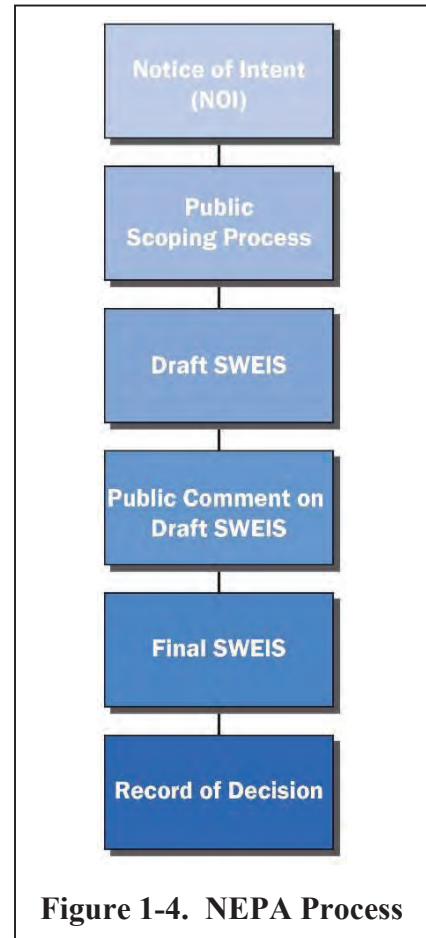 Notice of Intent
(NOI)
Public
Scoping Process
Draft SWEIS
Public Comment on
Draft SWEIS
Final SWEIS
Record of Decision
Figure 1-4. NEPA Process